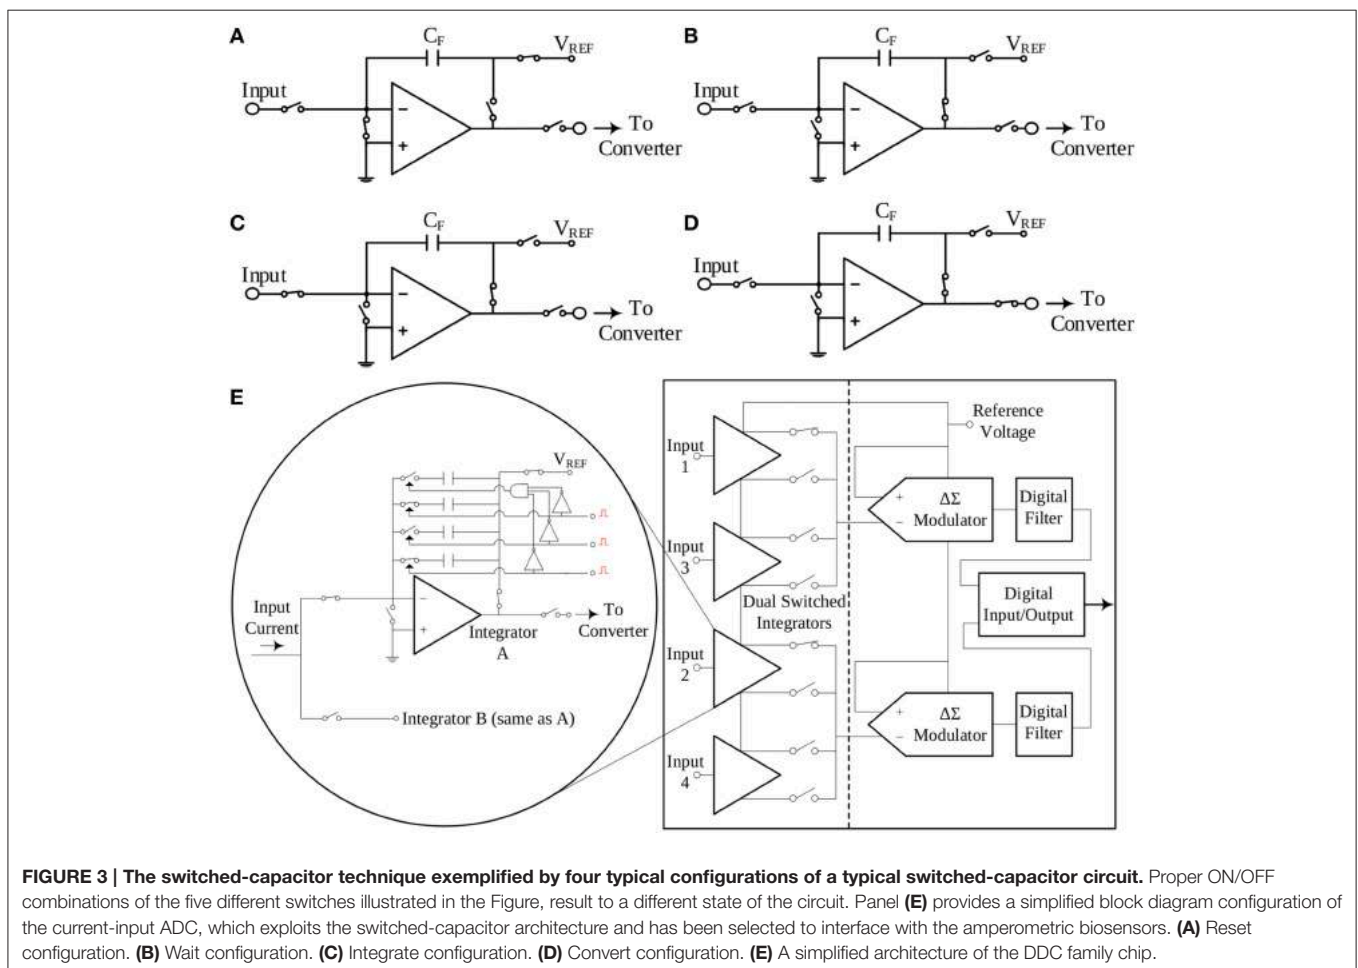 A
C_F
V_REF
Input
−
+
To
Converter
B
C_F
V_REF
Input
−
+
To
Converter
C
C_F
V_REF
Input
−
+
To
Converter
D
C_F
V_REF
Input
−
+
To
Converter
E
V_REF
Input
Current
−
+
Integrator
A
To
Converter
Integrator B (same as A)
Input
1
Input
3
Input
2
Input
4
Dual Switched
Integrators
Reference
Voltage
+
−
ΔΣ
Modulator
Digital
Filter
Digital
Input/Output
+
−
ΔΣ
Modulator
Digital
Filter
FIGURE 3 | The switched-capacitor technique exemplified by four typical configurations of a typical switched-capacitor circuit. Proper ON/OFF
combinations of the five different switches illustrated in the Figure, result to a different state of the circuit. Panel (E) provides a simplified block diagram configuration of
the current-input ADC, which exploits the switched-capacitor architecture and has been selected to interface with the amperometric biosensors. (A) Reset
configuration. (B) Wait configuration. (C) Integrate configuration. (D) Convert configuration. (E) A simplified architecture of the DDC family chip.